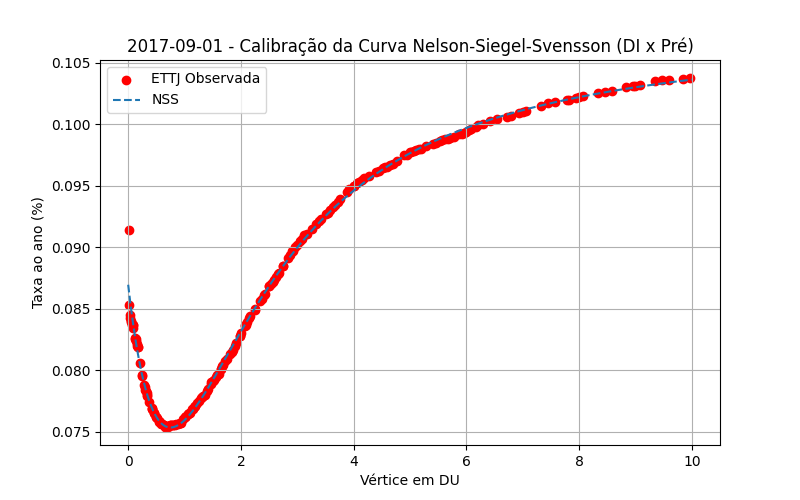 2017-09-01 - Calibração da Curva Nelson-Siegel-Svensson (DI x Pré)
ETTJ Observada
NSS
Taxa ao ano (%)
0.105
0.100
0.095
0.090
0.085
0.080
0.075
0 2 4 6 8 10
Vértice em DU